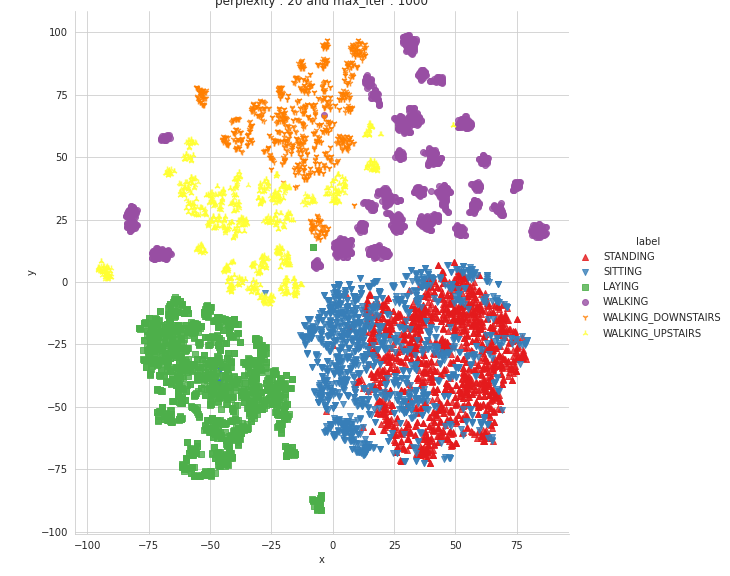 perplexity : 20 and max_iter : 1000
100
75
50
25
0
−25
−50
−75
−100
y
−100 −75 −50 −25 0 25 50 75
x
label
STANDING
SITTING
LAYING
WALKING
WALKING_DOWNSTAIRS
WALKING_UPSTAIRS